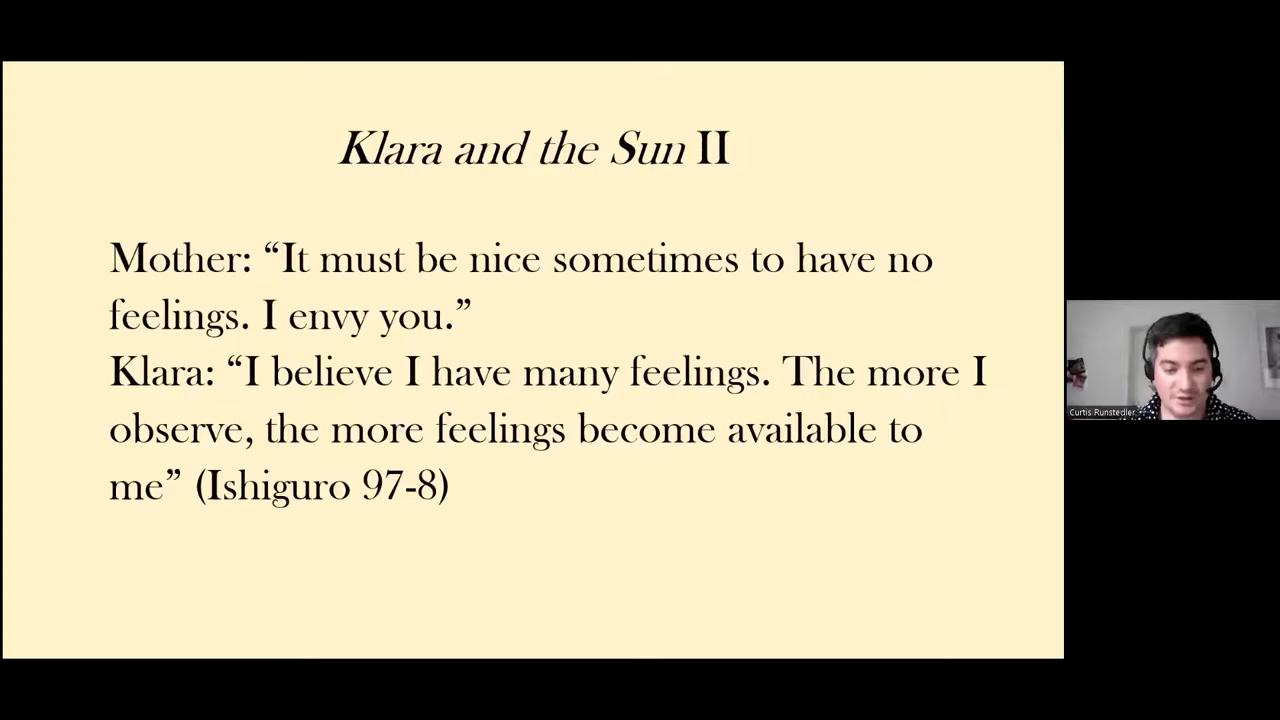 Klara and the Sun II
Mother: “It must be nice sometimes to have no
feelings. I envy you.”
Klara: “I believe I have many feelings. The more I
observe, the more feelings become available to
me” (Ishiguro 97-8)
Curtis Runstedler